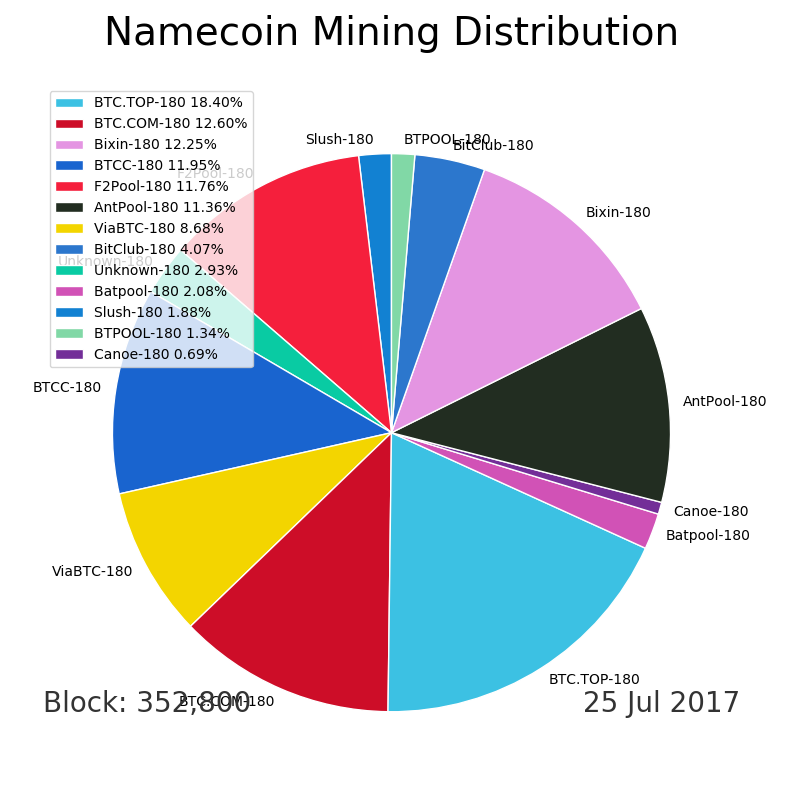 Namecoin Mining Distribution
BTC.TOP-180 18.40%
BTC.COM-180 12.60%
Bixin-180 12.25%
BTCC-180 11.95%
F2Pool-180 11.76%
AntPool-180 11.36%
ViaBTC-180 8.68%
BitClub-180 4.07%
Unknown-180 2.93%
Batpool-180 2.08%
Slush-180 1.88%
BTPOOL-180 1.34%
Canoe-180 0.69%
Slush-180
BTPOOL-180
BitClub-180
F2Pool-180
Bixin-180
Unknown-180
BTCC-180
AntPool-180
Canoe-180
Batpool-180
ViaBTC-180
BTC.TOP-180
BTC.COM-180
Block: 352,800
25 Jul 2017